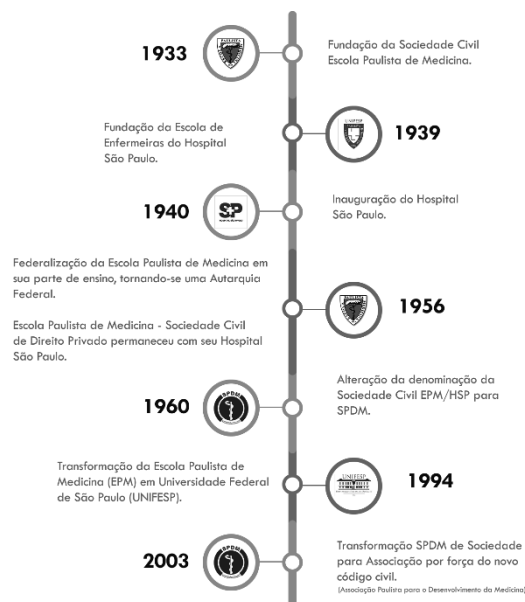 1933
Fundação da Sociedade Civil
Escola Paulista de Medicina.
Fundação da Escola de
Enfermeiras do Hospital
São Paulo.
1939
1940
SP
Inauguração do Hospital
São Paulo.
Federalização da Escola Paulista de Medicina em
sua parte de ensino, tornando-se uma Autarquia
Federal.
Escola Paulista de Medicina - Sociedade Civil
de Direito Privado permaneceu com seu Hospital
São Paulo.
1956
1960
SPDM
Alteração da denominação da
Sociedade Civil EPM/HSP para
SPDM.
Transformação da Escola Paulista de
Medicina (EPM) em Universidade Federal
de São Paulo (UNIFESP).
UNIFESP
1994
2003
SPDM
Transformação SPDM de Sociedade
para Associação por força do novo
código civil.
(Associação Paulista para o Desenvolvimento da Medicina)